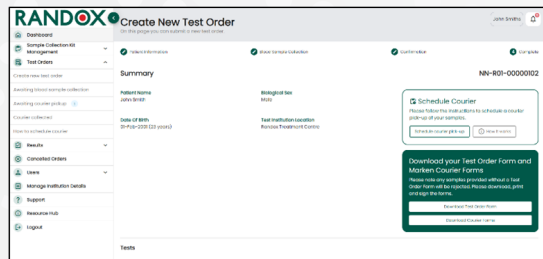 RANDOX
Create New Test Order
On this page you can submit a new test order
John Smiths
Dashboard
Sample Collection Kit
Management
Test Orders
Create new test order
Awaiting blood sample collection
Awaiting courier pickup
Courier collected
How to schedule courier
Results
Cancelled Orders
Users
Manage Institution Details
Support
Resource Hub
Logout
Patient Information
Blood Sample Collection
Confirmation
Complete
Summary
NN-R01-00000102
Patient Name
John Smith
Biological Sex
Male
Date Of Birth
01-Feb-2001 (23 years)
Test Institution Location
Randox Treatment Centre
Schedule Courier
Please follow the instructions to schedule a courier
pick-up of your samples.
Schedule courier pick-up
How it works
Download your Test Order Form and
Marken Courier Forms
Please note any samples provided without a Test
Order Form will be rejected. Please download, print
and sign the forms.
Download Test Order Form
Download Courier Forms
Tests